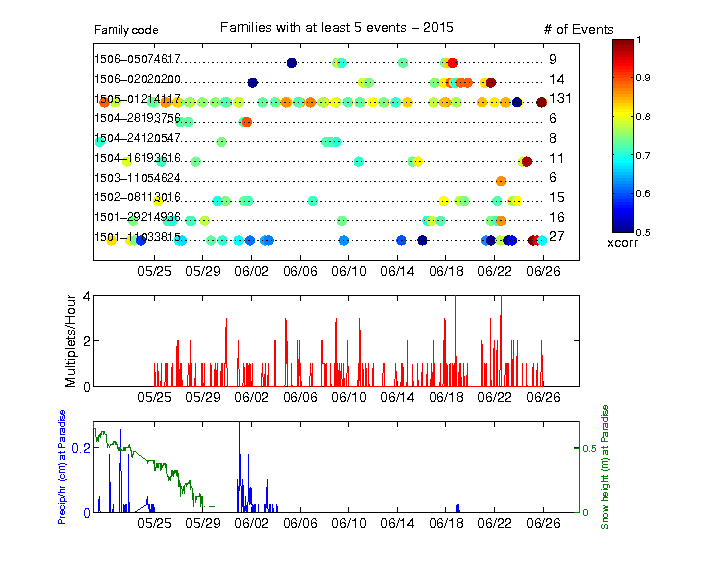 Family code
Families with at least 5 events − 2015
# of Events
1506−05074617 9
1506−02020200 14
1505−01214117 131
1504−28193756 6
1504−24120547 8
1504−16193616 11
1503−11054624 6
1502−08113016 15
1501−29214936 16
1501−11033815 27
05/25 05/29 06/02 06/06 06/10 06/14 06/18 06/22 06/26
1
0.9
0.8
0.7
0.6
0.5
xcorr
Multiplets/Hour
4
2
0
05/25 05/29 06/02 06/06 06/10 06/14 06/18 06/22 06/26
Precip/hr (cm) at Paradise
0.2
0
0.5
0
Snow height (m) at Paradise
05/25 05/29 06/02 06/06 06/10 06/14 06/18 06/22 06/26